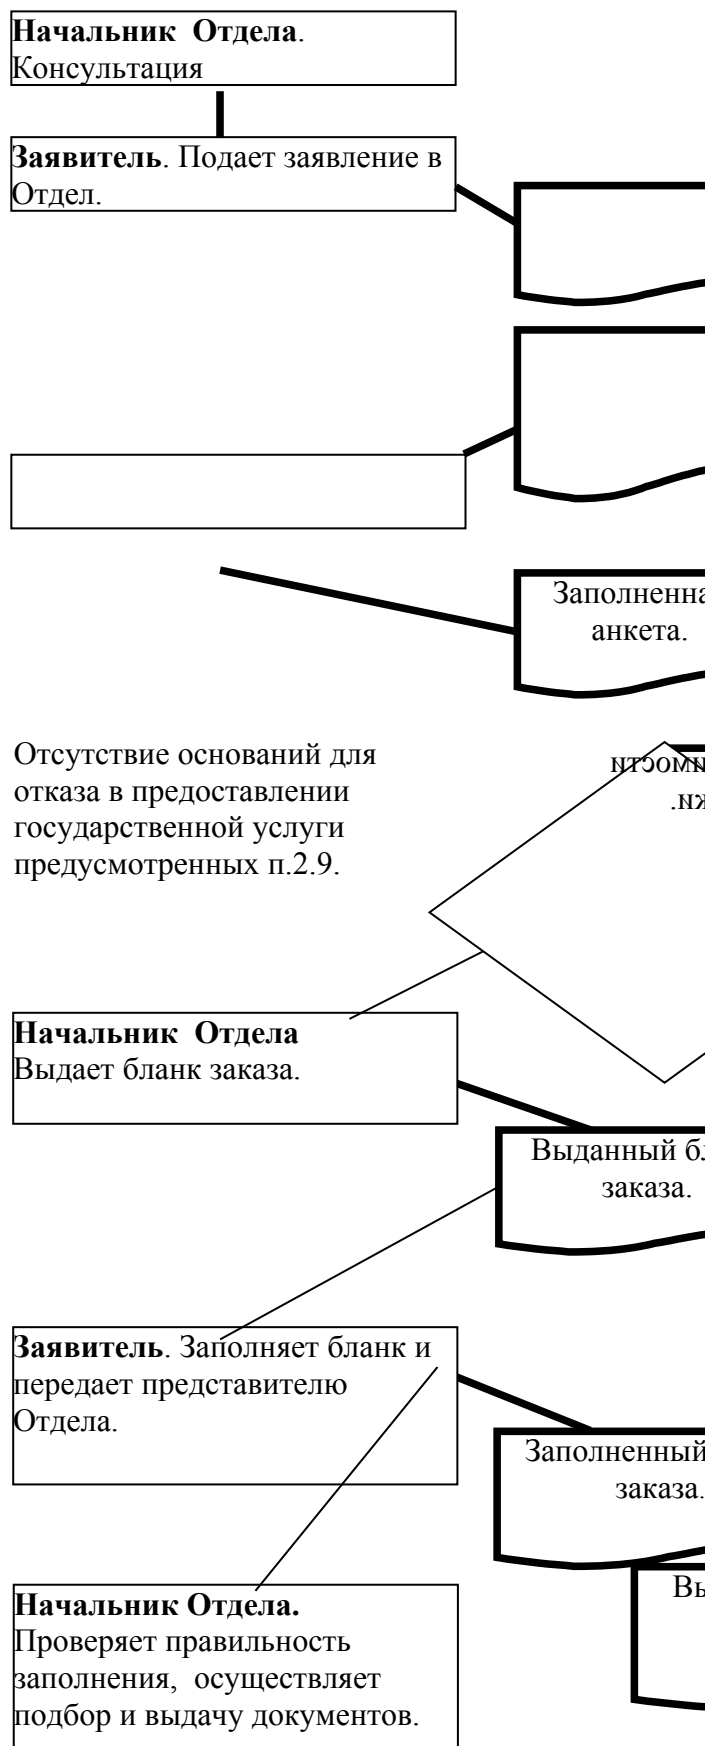 Начальник Отдела.
Консультация
Заявитель. Подает заявление в
Отдел.
Заполненна
анкета.
Отсутствие оснований для
отказа в предоставлении
государственной услуги
предусмотренных п.2.9.
Начальник Отдела
Выдает бланк заказа.
Выданный бл
заказа.
Заявитель. Заполняет бланк и
передает представителю
Отдела.
Заполненный
заказа.
Начальник Отдела.
Проверяет правильность
заполнения, осуществляет
подбор и выдачу документов.
Вы